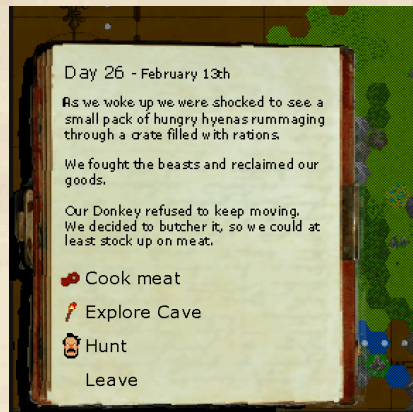 Day 26 - February 13th
As we woke up we were shocked to see a
small pack of hungry hyenas rummaging
through a crate filled with rations.
We fought the beasts and reclaimed our
goods.
Our Donkey refused to keep moving.
We decided to butcher it, so we could at
least stock up on meat.
Cook meat
Explore Cave
Hunt
Leave